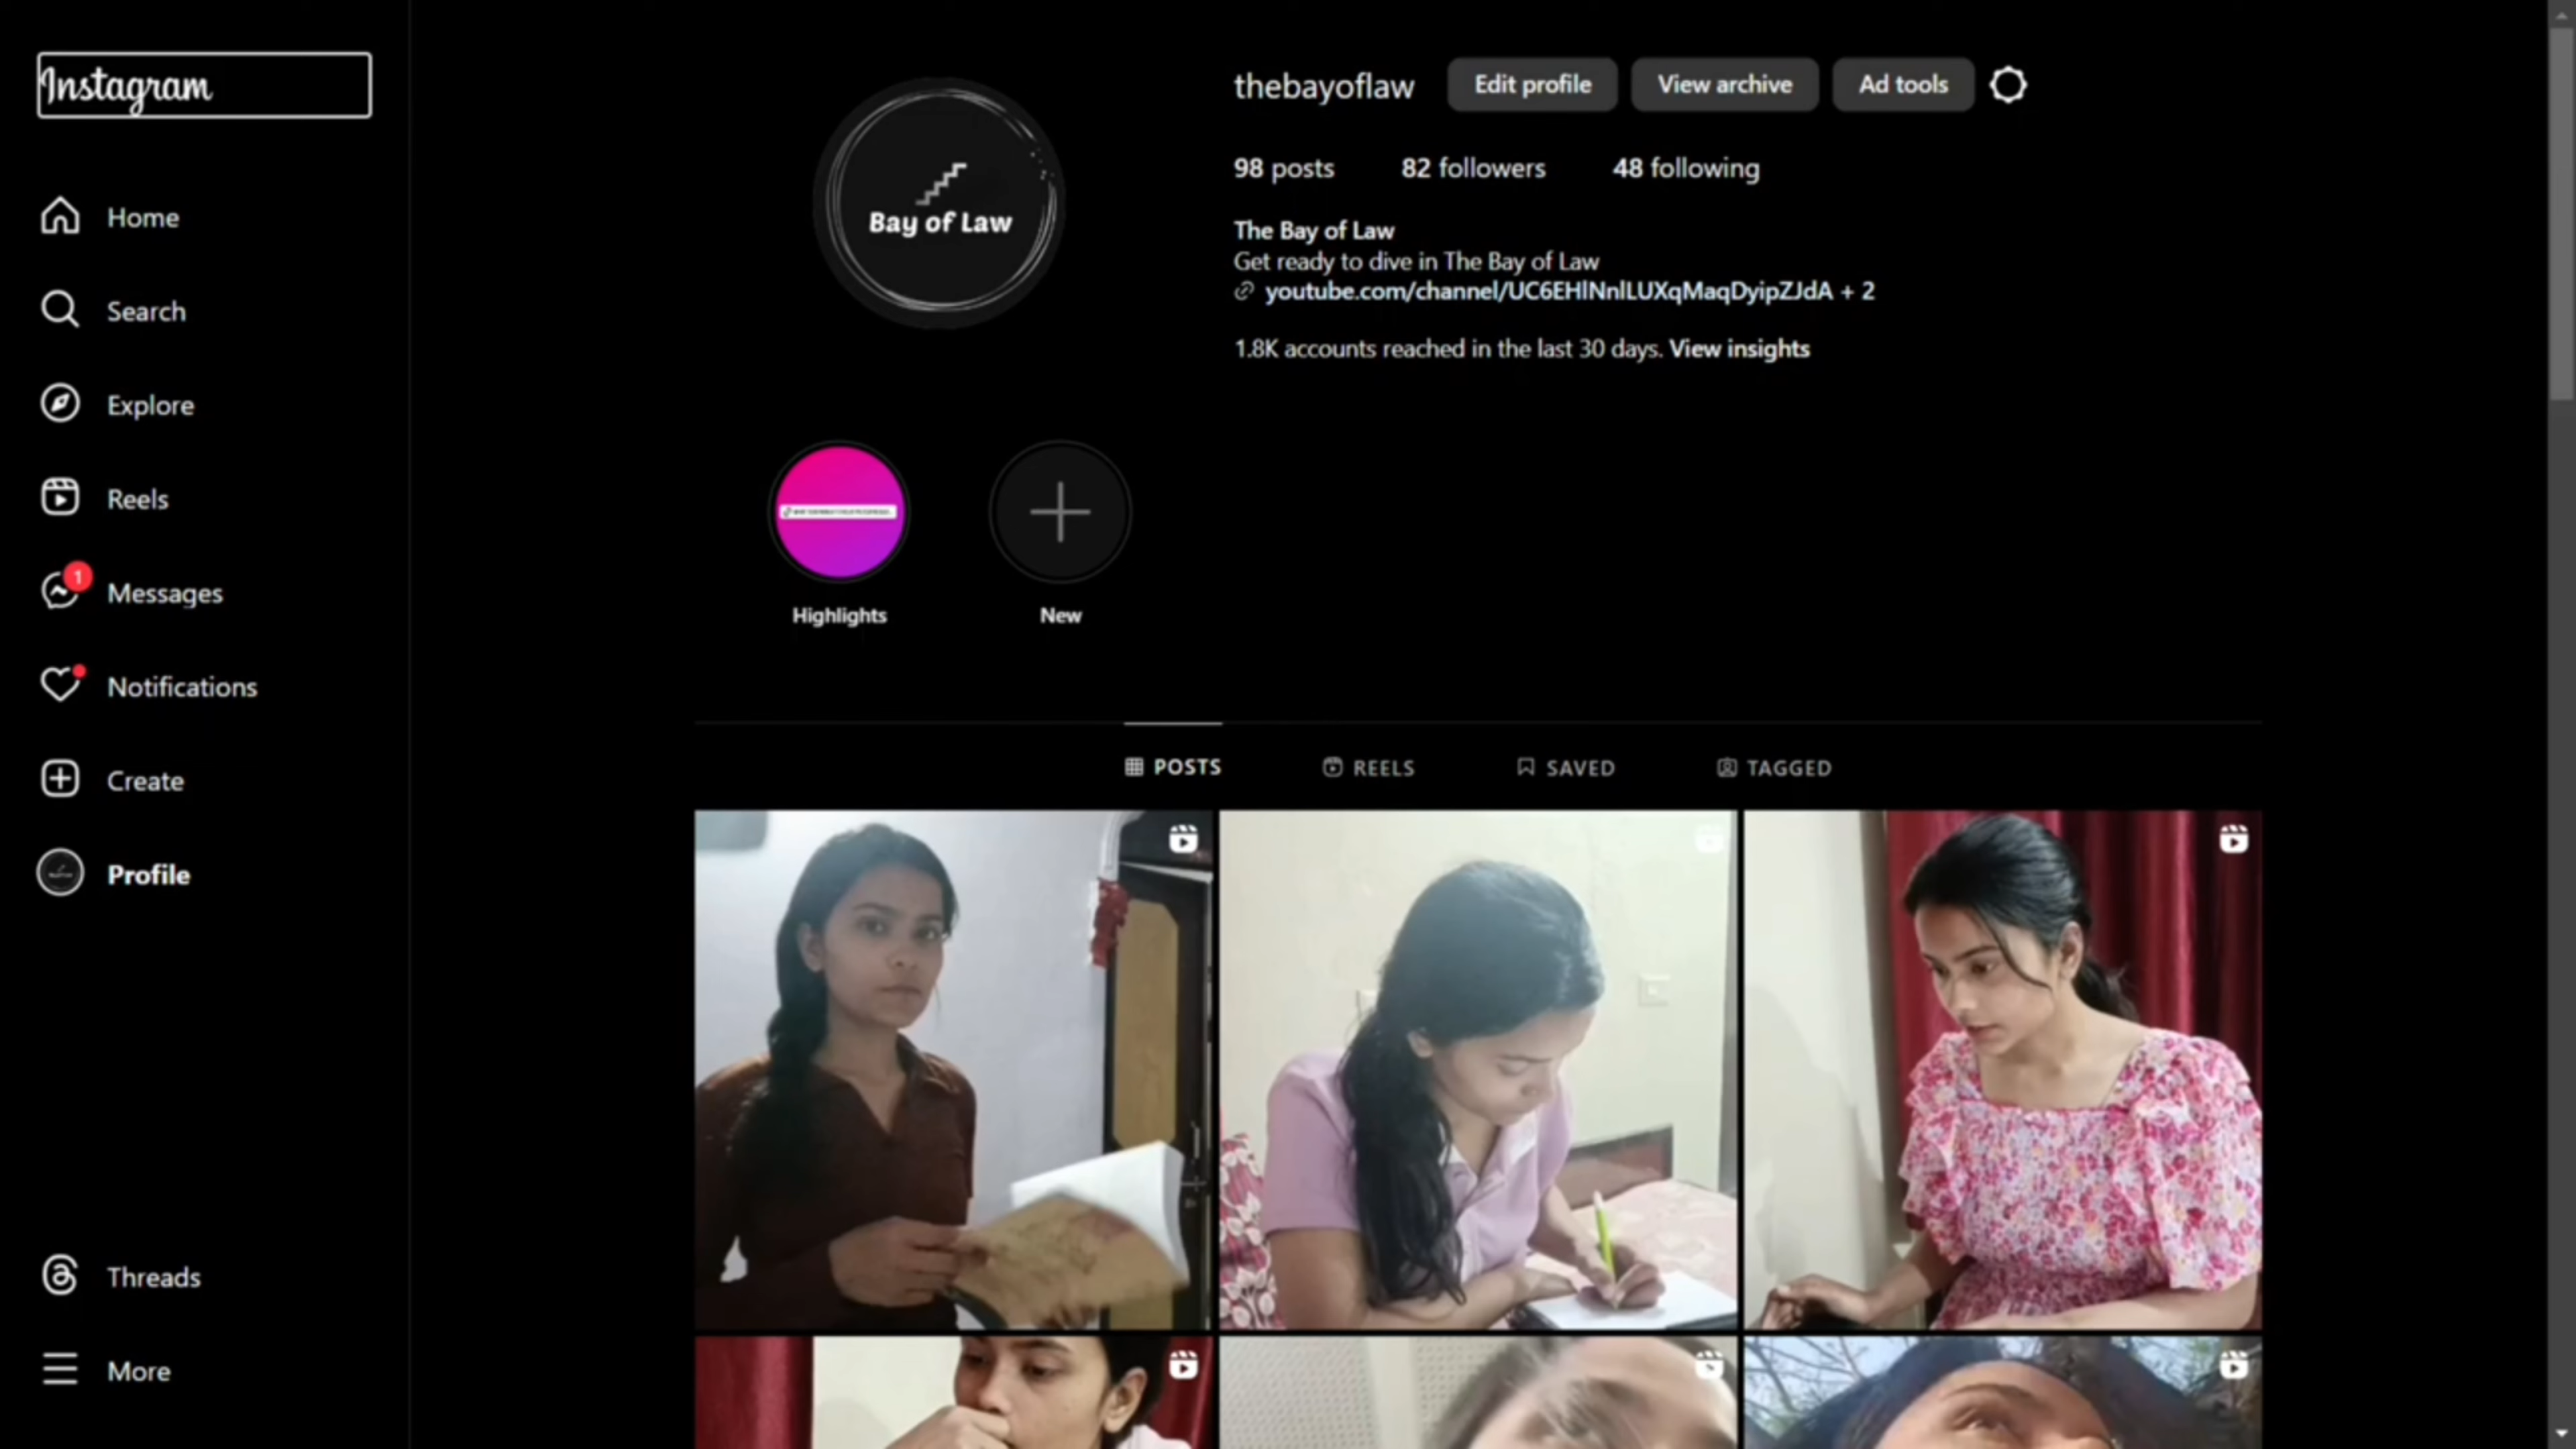 Instagram
Home
Search
Explore
Reels
1
Messages
Notifications
Create
Profile
Threads
More
Bay of Law
thebayoflaw Edit profile View archive Ad tools
98 posts 82 followers 48 following
The Bay of Law
Get ready to dive in The Bay of Law
youtube.com/channel/UC6EHlNnlLUXqMaqDyipZJdA + 2
1.8K accounts reached in the last 30 days. View insights
Highlights New
POSTS REELS SAVED TAGGED